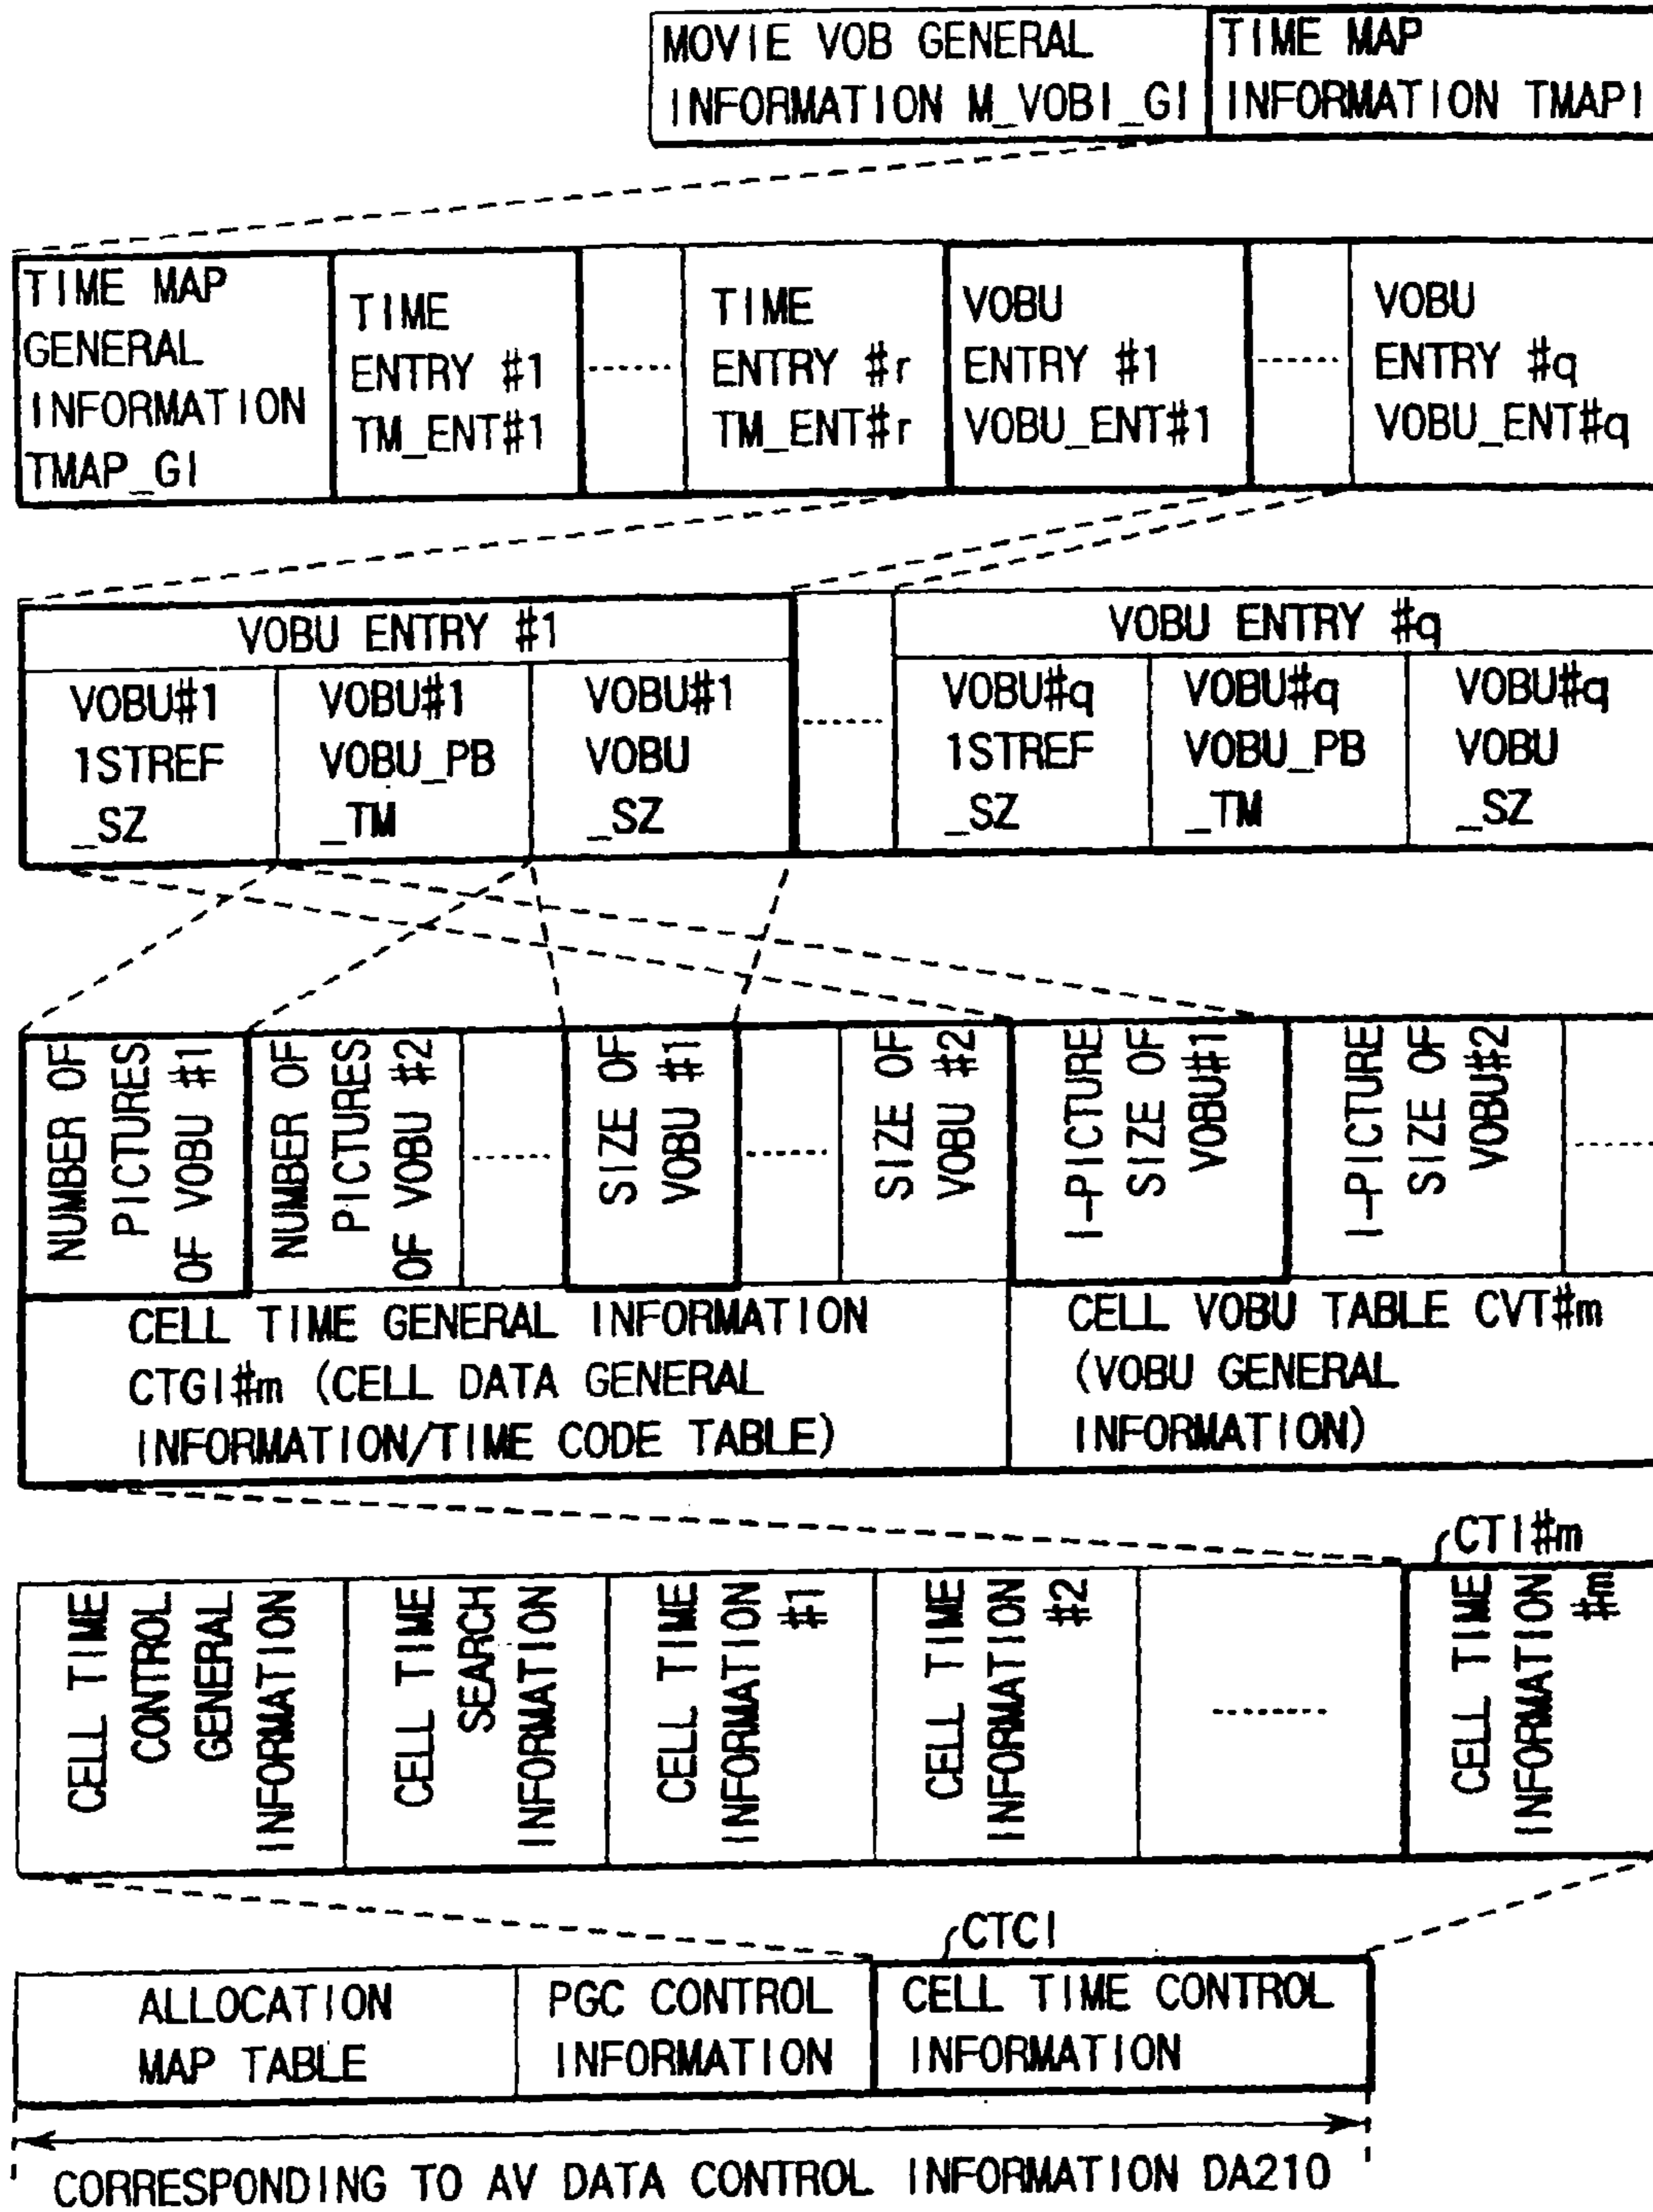 MOVIE VOB GENERAL
INFORMATION M_VOBI_GI
TIME MAP
INFORMATION TMAPI
TIME MAP
GENERAL
INFORMATION
TMAP_GI
TIME
ENTRY #1
TM_ENT#1
TIME
ENTRY #r
TM_ENT#r
VOBU
ENTRY #1
VOBU_ENT#1
VOBU
ENTRY #q
VOBU_ENT#q
VOBU ENTRY #1
VOBU#1
1STREF
_SZ
VOBU#1
VOBU_PB
_TM
VOBU#1
VOBU
_SZ
VOBU ENTRY #q
VOBU#q
1STREF
_SZ
VOBU#q
VOBU_PB
_TM
VOBU#q
VOBU
_SZ
NUMBER OF
PICTURES
OF VOBU #1
NUMBER OF
PICTURES
OF VOBU #2
SIZE OF
VOBU #1
SIZE OF
VOBU #2
I-PICTURE
SIZE OF
VOBU#1
I-PICTURE
SIZE OF
VOBU#2
CELL TIME GENERAL INFORMATION
CTGI#m (CELL DATA GENERAL
INFORMATION/TIME CODE TABLE)
CELL VOBU TABLE CVT#m
(VOBU GENERAL
INFORMATION)
CTI#m
CELL TIME
CONTROL
GENERAL
INFORMATION
CELL TIME
SEARCH
INFORMATION
CELL TIME
INFORMATION
#1
CELL TIME
INFORMATION
#2
CELL TIME
INFORMATION
#m
CTCI
ALLOCATION
MAP TABLE
PGC CONTROL
INFORMATION
CELL TIME CONTROL
INFORMATION
CORRESPONDING TO AV DATA CONTROL INFORMATION DA210